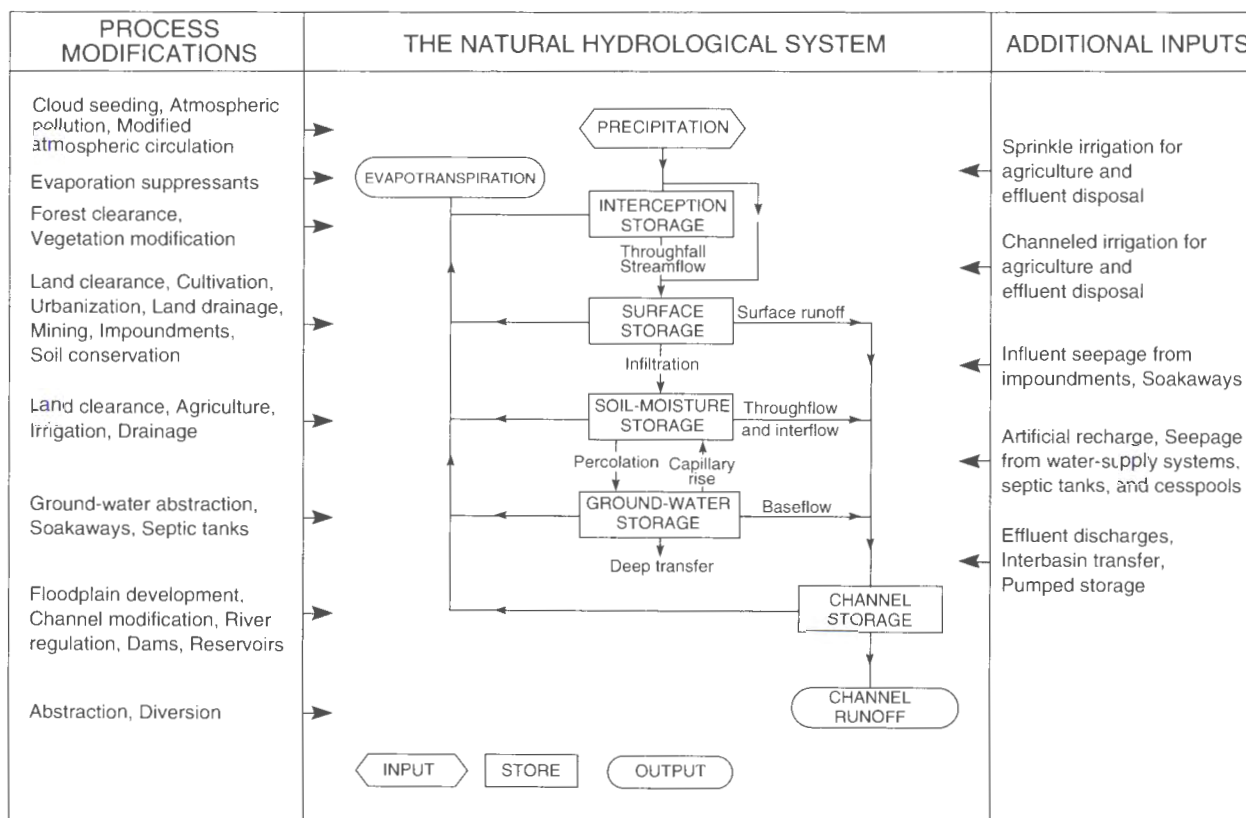 PROCESS
MODIFICATIONS
THE NATURAL HYDROLOGICAL SYSTEM
ADDITIONAL INPUTS
Cloud seeding, Atmospheric
pollution, Modified
atmospheric circulation
Evaporation suppressants
Forest clearance,
Vegetation modification
Land clearance, Cultivation,
Urbanization, Land drainage,
Mining, Impoundments,
Soil conservation
Land clearance, Agriculture,
Irrigation, Drainage
Ground-water abstraction,
Soakaways, Septic tanks
Floodplain development,
Channel modification, River
regulation, Dams, Reservoirs
Abstraction, Diversion
PRECIPITATION
EVAPOTRANSPIRATION
INTERCEPTION
STORAGE
Throughfall
Streamflow
SURFACE
STORAGE
Surface runoff
Infiltration
SOIL-MOISTURE
STORAGE
Throughflow
and interflow
Percolation
Capillary
rise
GROUND-WATER
STORAGE
Baseflow
Deep transfer
CHANNEL
STORAGE
CHANNEL
RUNOFF
INPUT
STORE
OUTPUT
Sprinkle irrigation for
agriculture and
effluent disposal
Channeled irrigation for
agriculture and
effluent disposal
Influent seepage from
impoundments, Soakaways
Artificial recharge, Seepage
from water-supply systems,
septic tanks, and cesspools
Effluent discharges,
Interbasin transfer,
Pumped storage